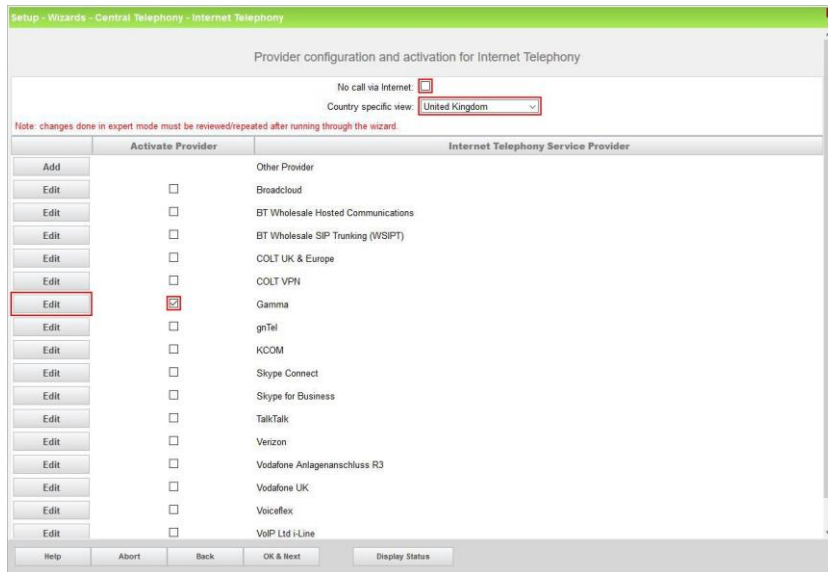 Setup - Wizards - Central Telephony - Internet Telephony
Provider configuration and activation for Internet Telephony
No call via Internet:
Country specific view: United Kingdom
Note: changes done in expert mode must be reviewed/repeated after running through the wizard.
Activate Provider Internet Telephony Service Provider
Add Other Provider
Edit Broadcloud
Edit BT Wholesale Hosted Communications
Edit BT Wholesale SIP Trunking (WSIPT)
Edit COLT UK & Europe
Edit COLT VPN
Edit Gamma
Edit gnTel
Edit KCOM
Edit Skype Connect
Edit Skype for Business
Edit TalkTalk
Edit Verizon
Edit Vodafone Anlagenanschluss R3
Edit Vodafone UK
Edit Voiceflex
Edit VoIP Ltd i-Line
Help Abort Back OK & Next Display Status